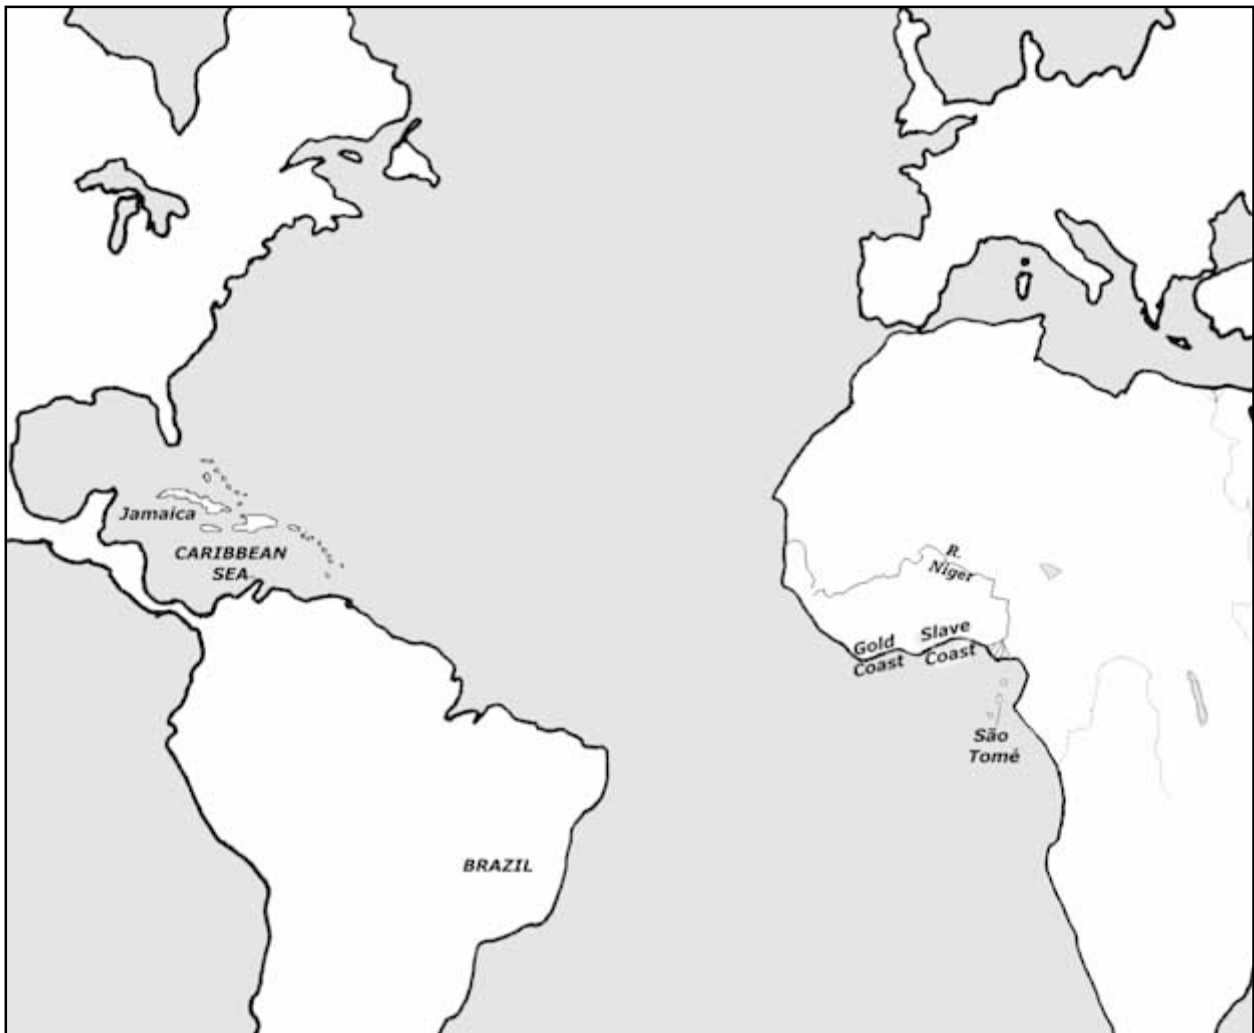 Jamaica
CARIBBEAN
SEA
R.
Niger
Gold
Coast
Slave
Coast
São
Tomé
BRAZIL